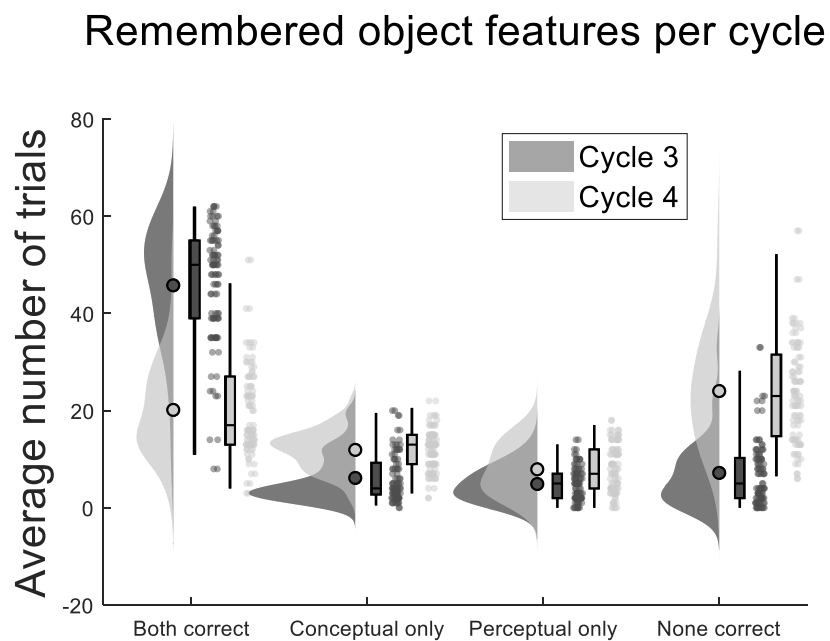 Remembered object features per cycle
Average number of trials
80
60
40
20
0
-20
Cycle 3
Cycle 4
Both correct
Conceptual only
Perceptual only
None correct